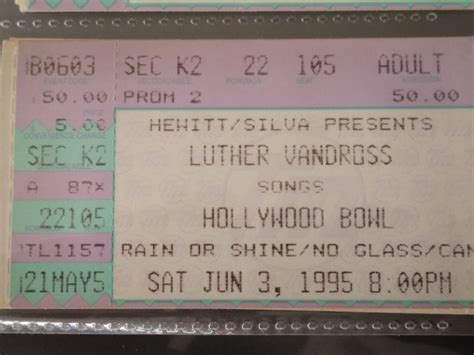 IB0603 SEC K2 22 105 ADULT
50.00 PROM 2 50.00
5.00 HEWITT/SILVA PRESENTS
SEC K2 LUTHER VANDROSS
A 87X SONGS
22105 HOLLYWOOD BOWL
TL1157 RAIN OR SHINE/NO GLASS/CAN
21MAY5 SAT JUN 3, 1995 8:00PM